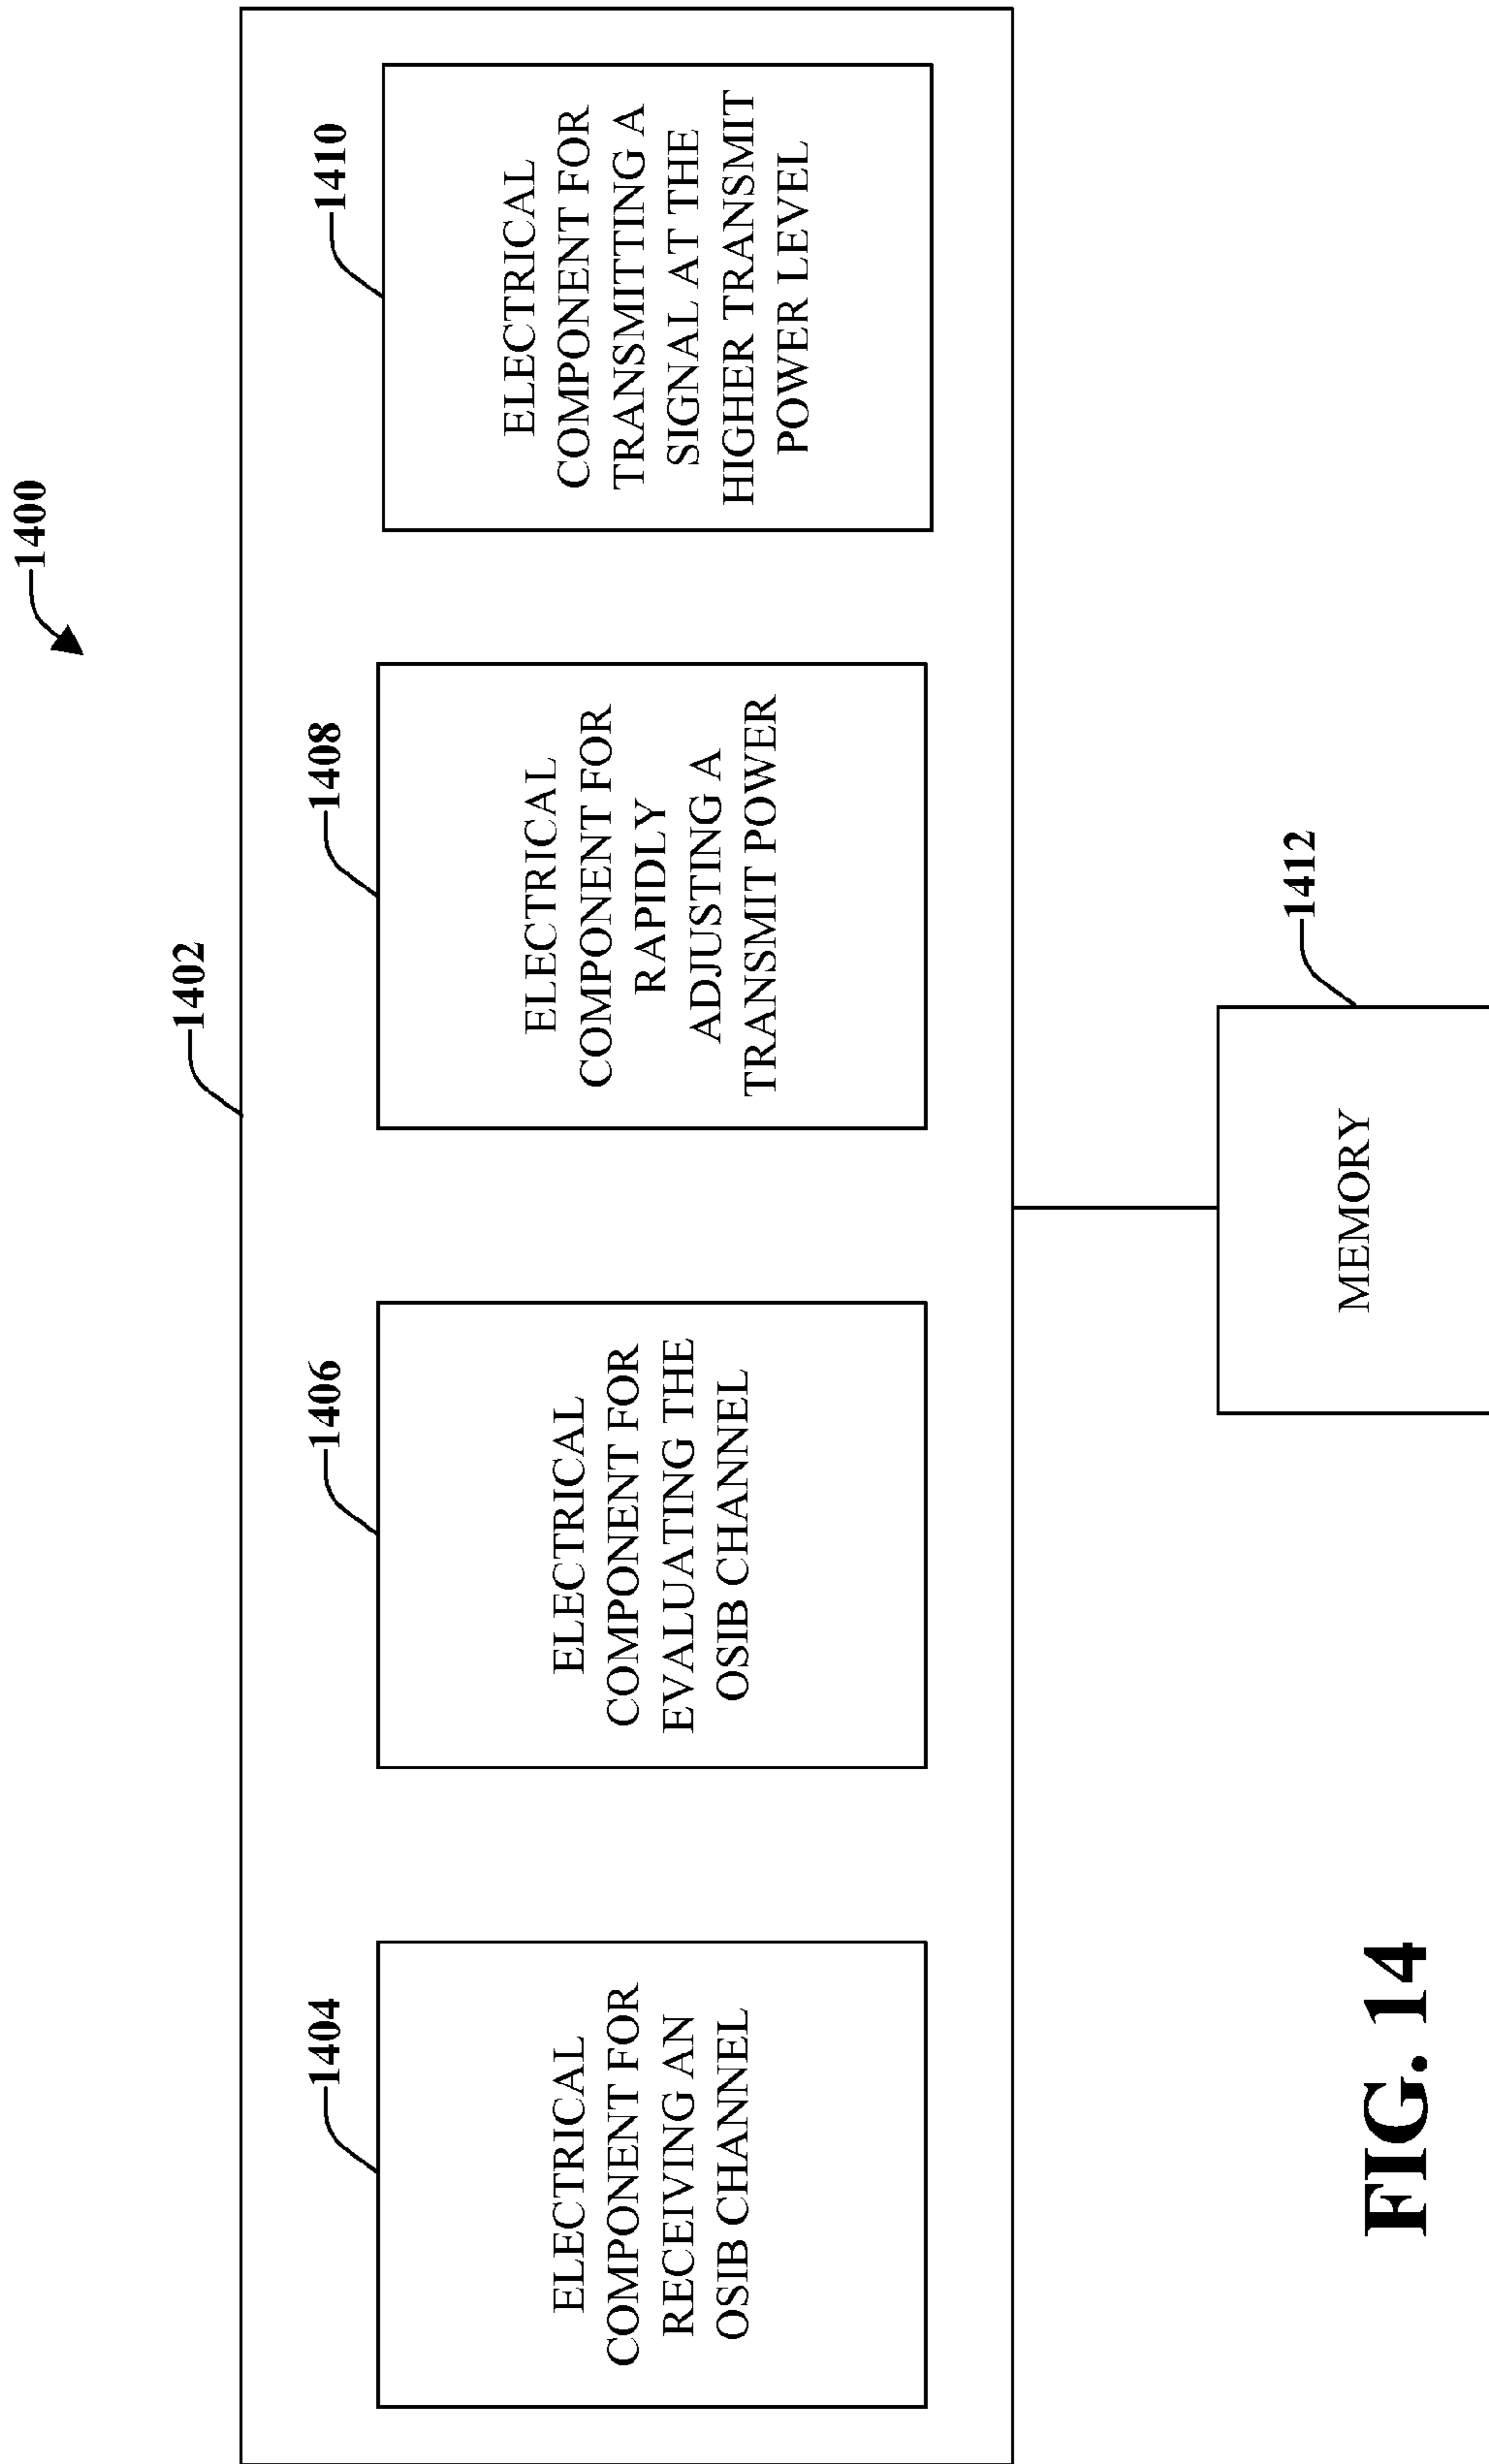 1400
1402
1404
ELECTRICAL
COMPONENT FOR
RECEIVING AN
OSIB CHANNEL
1406
ELECTRICAL
COMPONENT FOR
EVALUATING THE
OSIB CHANNEL
1408
ELECTRICAL
COMPONENT FOR
RAPIDLY
ADJUSTING A
TRANSMIT POWER
1410
ELECTRICAL
COMPONENT FOR
TRANSMITTING A
SIGNAL AT THE
HIGHER TRANSMIT
POWER LEVEL
1412
MEMORY
FIG. 14